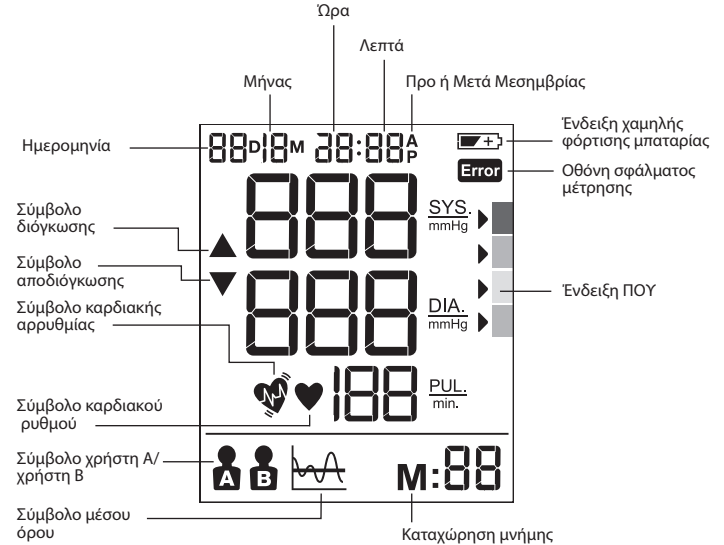 Ώρα
Λεπτά
Μήνας
Προ ή Μετά Μεσημβρίας
Ημερομηνία
88D18M 28:88 A
P
Ένδειξη χαμηλής
φόρτισης μπαταρίας
Error
Οθόνη σφάλματος
μέτρησης
Σύμβολο
διόγκωσης
888
SYS.
mmHg
Σύμβολο
αποδιόγκωσης
Ένδειξη ΠΟΥ
Σύμβολο καρδιακής
αρρυθμίας
888
DIA.
mmHg
Σύμβολο καρδιακού
ρυθμού
188
PUL.
min.
Σύμβολο χρήστη Α/
χρήστη Β
A B
M:88
Σύμβολο μέσου
όρου
Καταχώρηση μνήμης